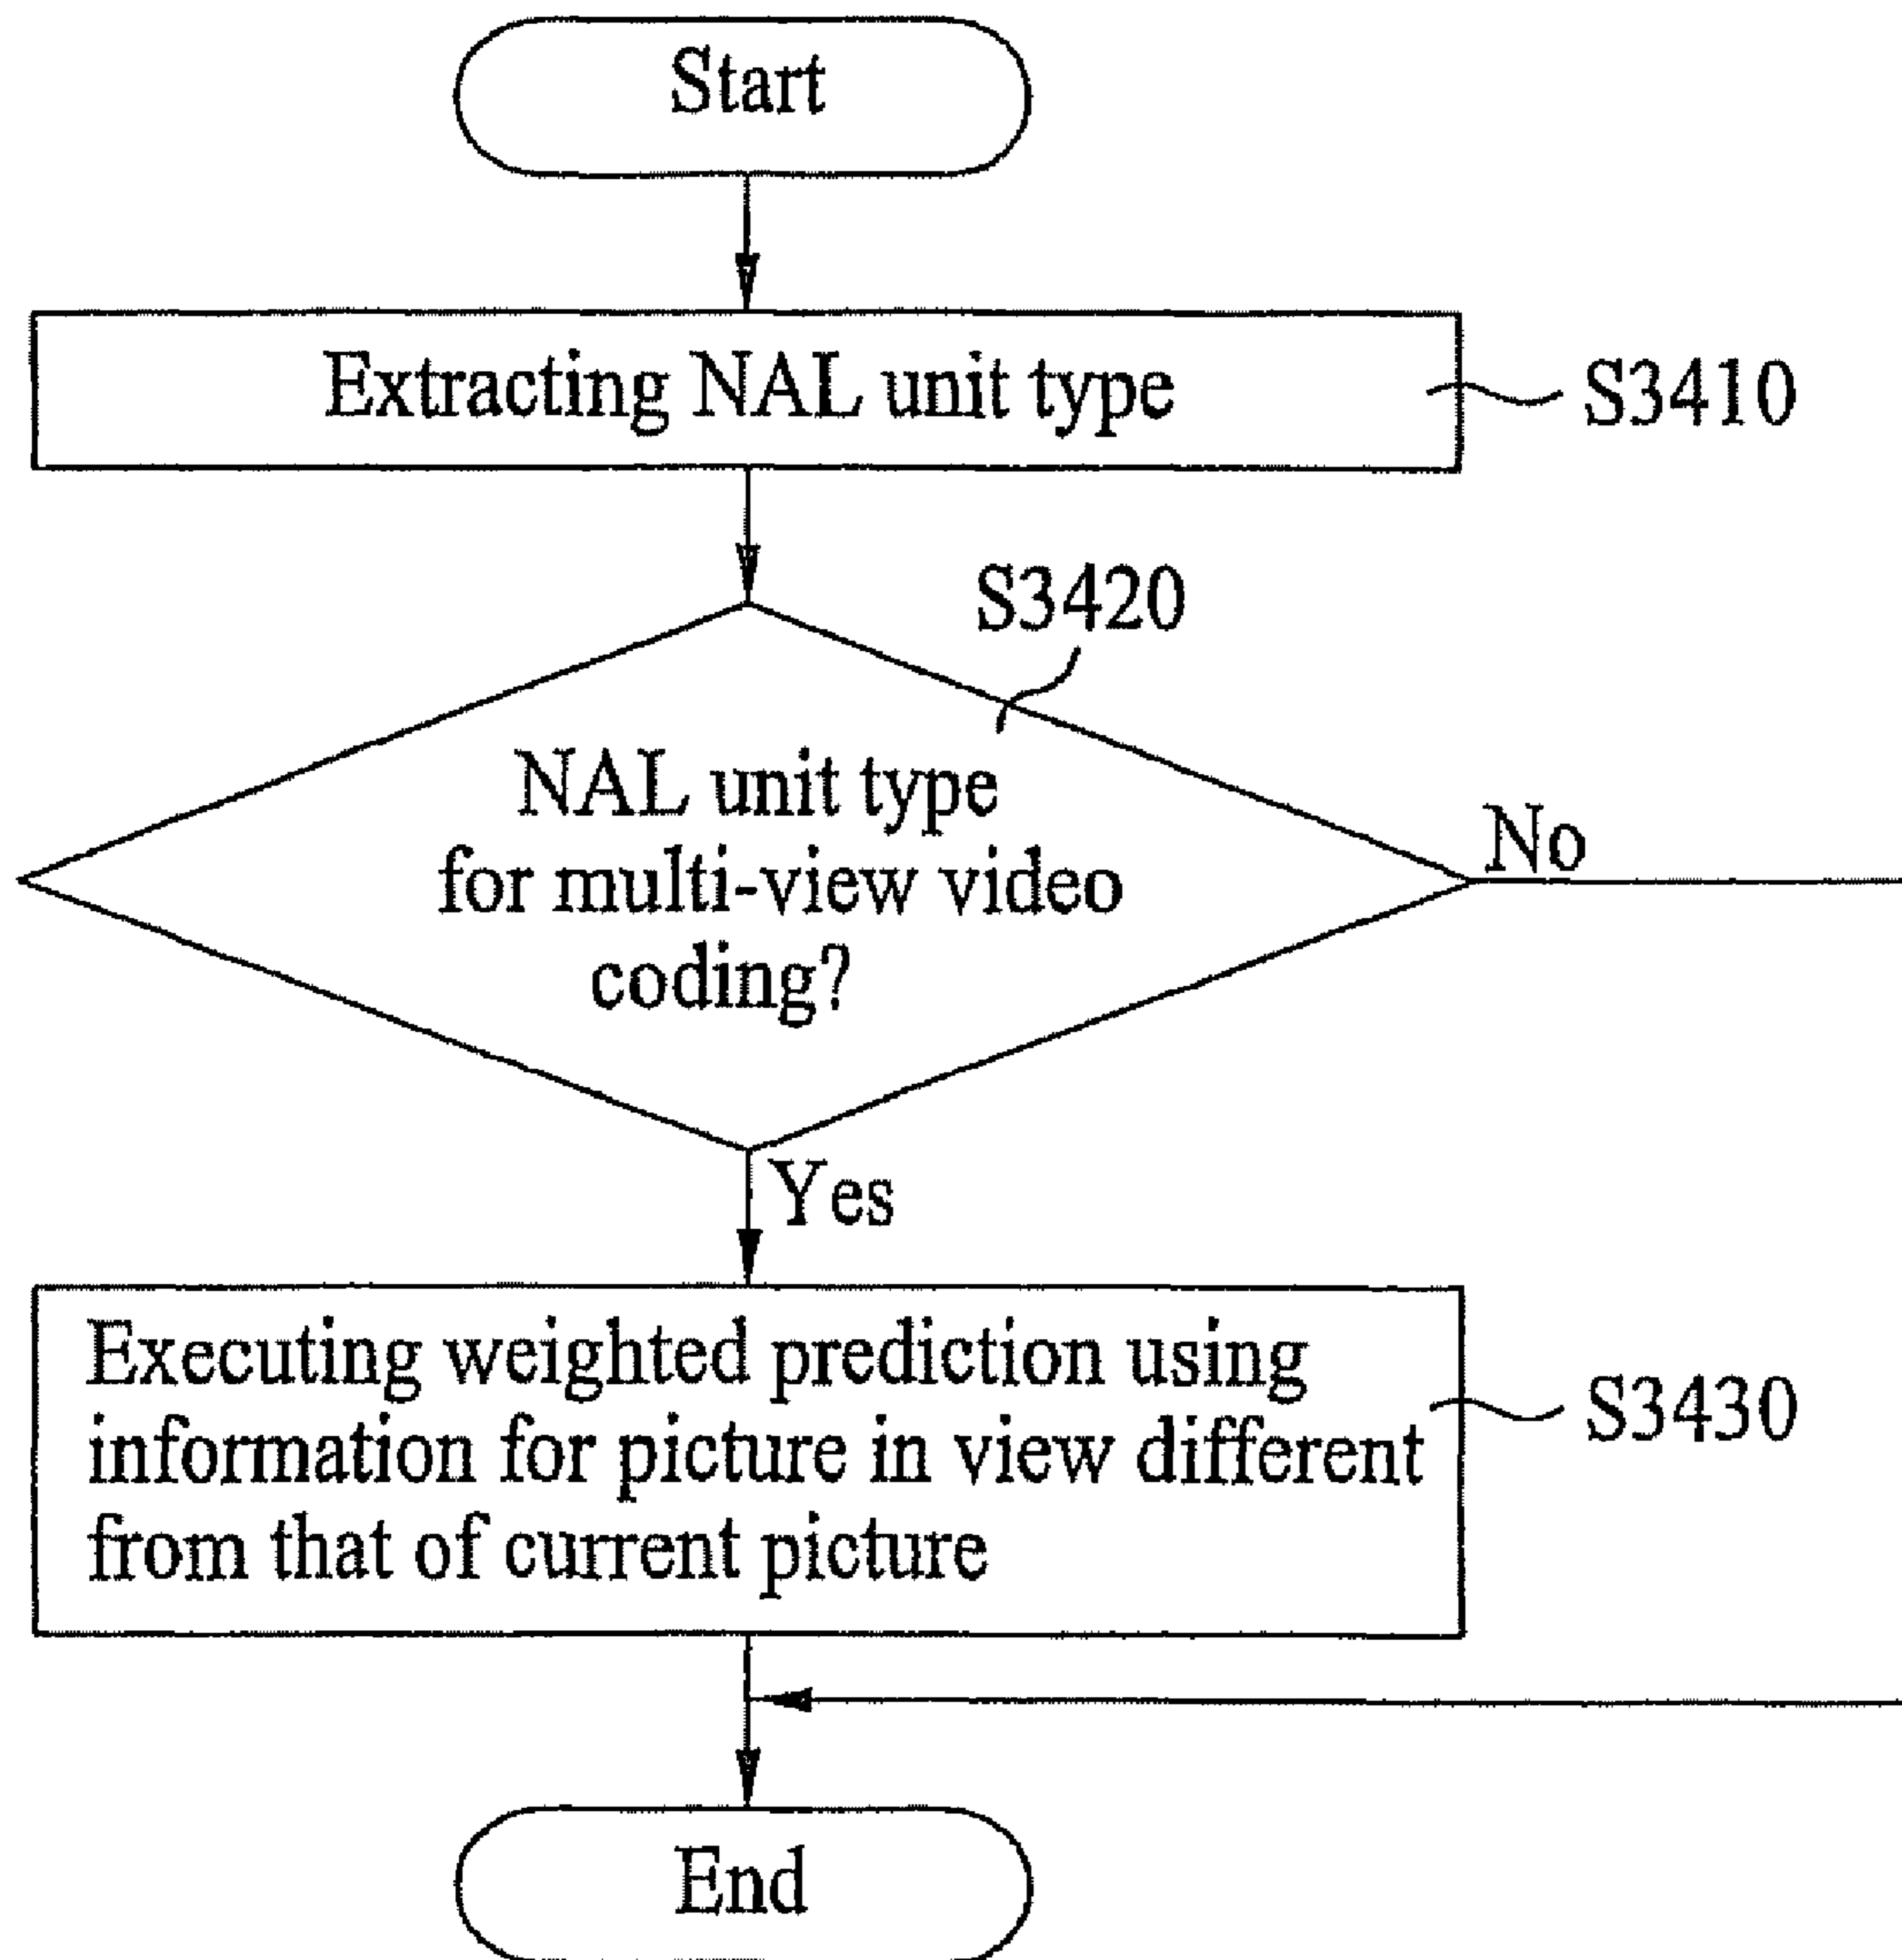 Start
Extracting NAL unit type
S3410
S3420
NAL unit type
for multi-view video
coding?
No
Yes
Executing weighted prediction using
information for picture in view different
from that of current picture
S3430
End